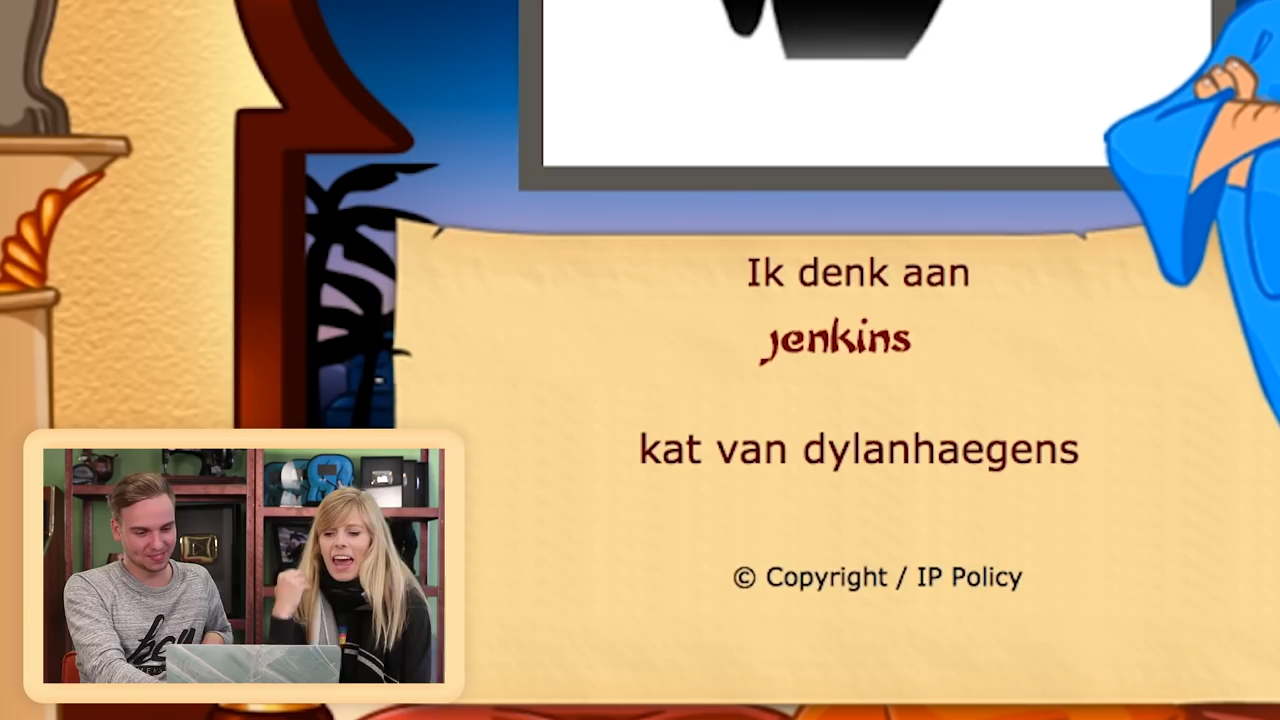 Ik denk aan
jenkins
kat van dylanhaegens
© Copyright / IP Policy